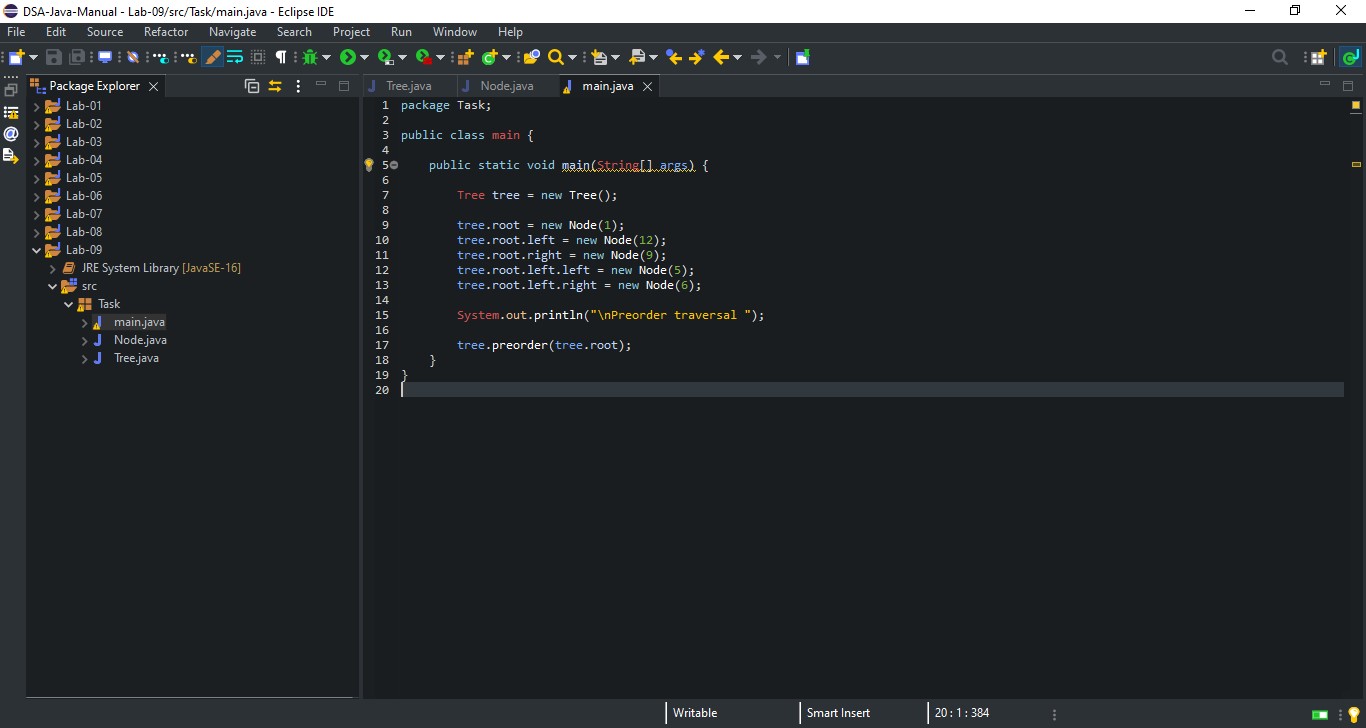 DSA-Java-Manual - Lab-09/src/Task/main.java - Eclipse IDE
File Edit Source Refactor Navigate Search Project Run Window Help
Package Explorer
Tree.java Node.java main.java
Lab-01
Lab-02
Lab-03
Lab-04
Lab-05
Lab-06
Lab-07
Lab-08
Lab-09
JRE System Library [JavaSE-16]
src
Task
main.java
Node.java
Tree.java
1 package Task;
2
3 public class main {
4
5 public static void main(String[] args) {
6
7 Tree tree = new Tree();
8
9 tree.root = new Node(1);
10 tree.root.left = new Node(12);
11 tree.root.right = new Node(9);
12 tree.root.left.left = new Node(5);
13 tree.root.left.right = new Node(6);
14
15 System.out.println("\nPreorder traversal ");
16
17 tree.preorder(tree.root);
18 }
19 }
20
Writable Smart Insert 20 : 1 : 384